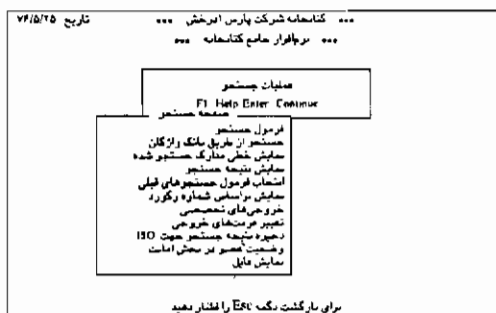 *** کتابخانه شرکت پارس آذرخش ***
تاریخ ۷۶/۵/۲۵
*** نرم‌افزار جامع کتابخانه ***
عملیات جستجو
F1 Help Enter Continue
صفحه جستجو
فرمول جستجو
جستجو از طریق بانک واژگان
نمایش خطی مدارک جستجو شده
نمایش نتیجه جستجو
انتخاب فرمول جستجوهای قبلی
نمایش براساس شماره رکورد
خروجی‌های تخصصی
تغییر فرمت‌های خروجی
ذخیره نتیجه جستجو جهت ISO
وضعیت عضو در بخش امانت
نمایش فایل
برای بازگشت دکمه Esc را فشار دهید